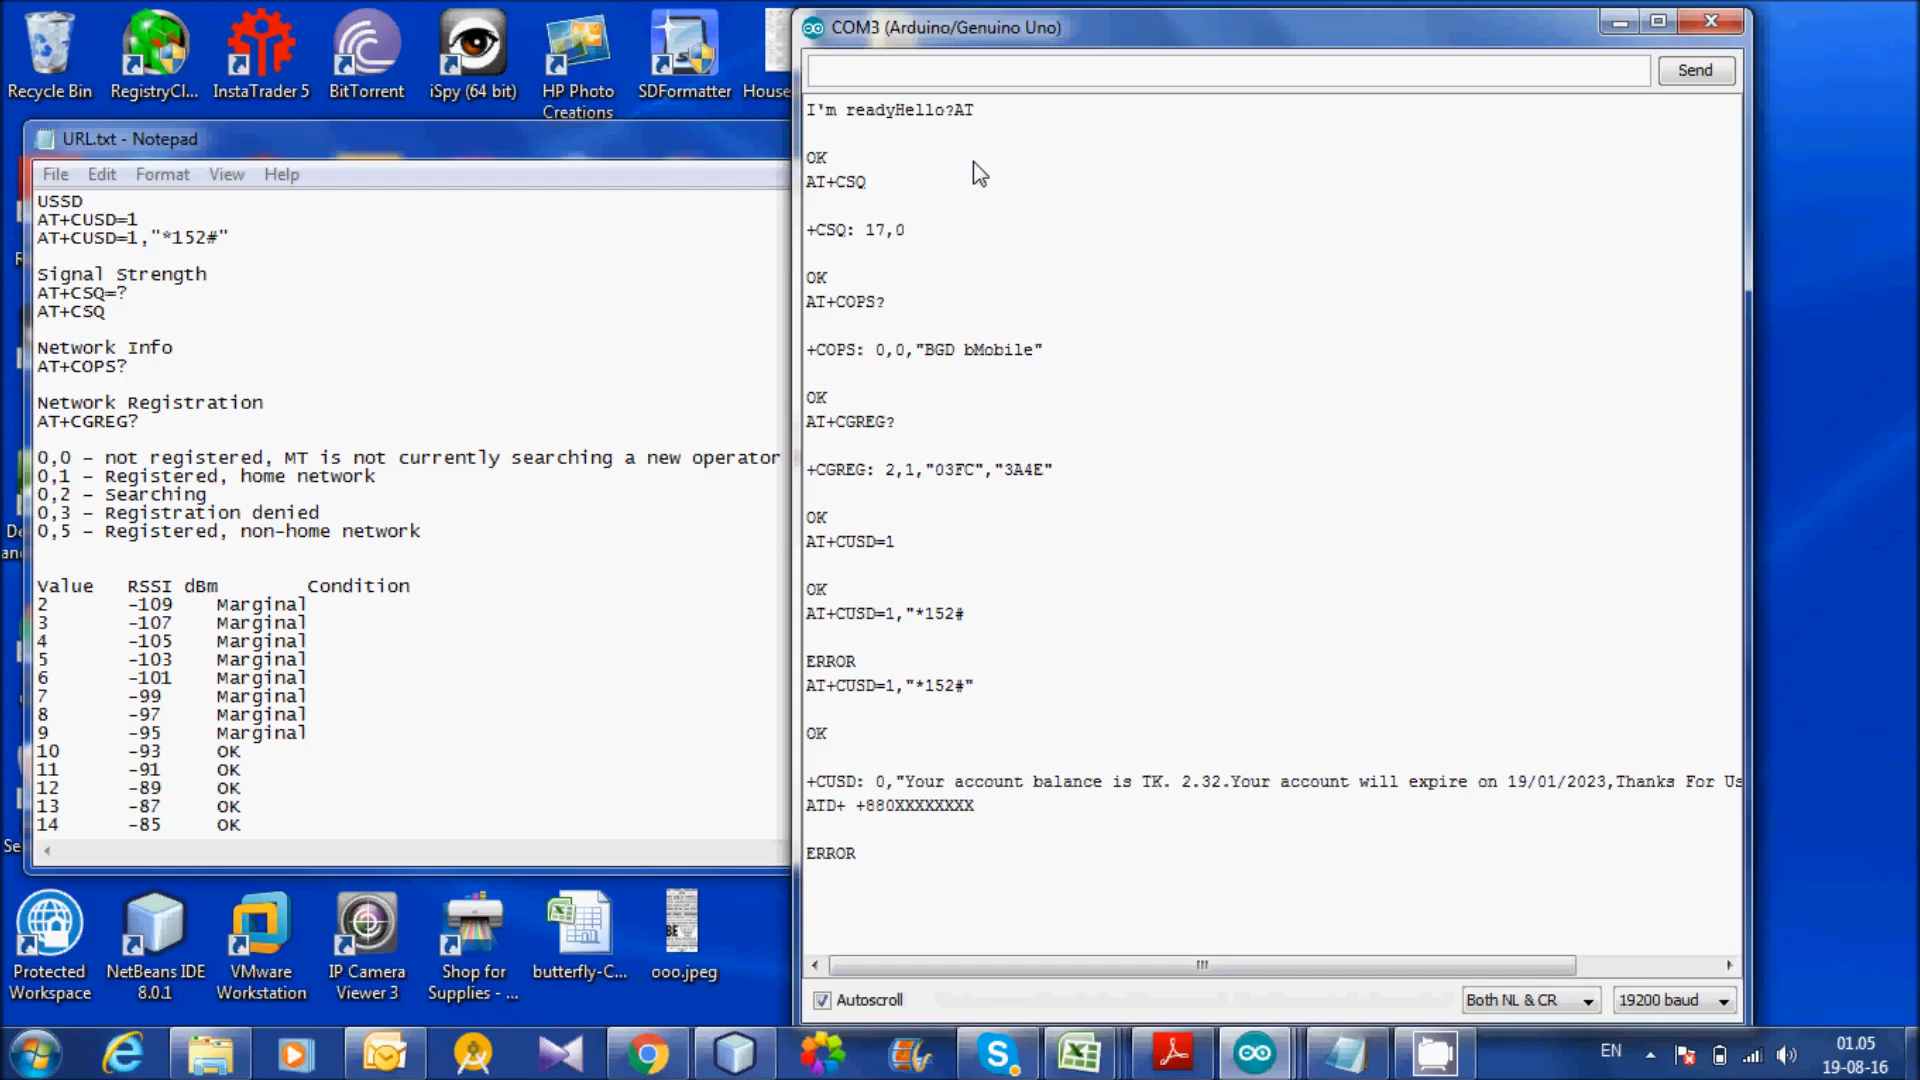 Recycle Bin
RegistryCl...
InstaTrader 5
BitTorrent
iSpy (64 bit)
HP Photo
Creations
SDFormatter
House
URL.txt - Notepad
File Edit Format View Help
USSD
AT+CUSD=1
AT+CUSD=1,"*152#"
Signal Strength
AT+CSQ=?
AT+CSQ
Network Info
AT+COPS?
Network Registration
AT+CGREG?
0,0 - not registered, MT is not currently searching a new operator
0,1 - Registered, home network
0,2 - Searching
0,3 - Registration denied
0,5 - Registered, non-home network
Value RSSI dBm Condition
2 -109 Marginal
3 -107 Marginal
4 -105 Marginal
5 -103 Marginal
6 -101 Marginal
7 -99 Marginal
8 -97 Marginal
9 -95 Marginal
10 -93 OK
11 -91 OK
12 -89 OK
13 -87 OK
14 -85 OK
COM3 (Arduino/Genuino Uno)
Send
I'm readyHello?AT
OK
AT+CSQ
+CSQ: 17,0
OK
AT+COPS?
+COPS: 0,0,"BGD bMobile"
OK
AT+CGREG?
+CGREG: 2,1,"03FC","3A4E"
OK
AT+CUSD=1
OK
AT+CUSD=1,"*152#
ERROR
AT+CUSD=1,"*152#"
OK
+CUSD: 0,"Your account balance is TK. 2.32.Your account will expire on 19/01/2023,Thanks For Us
ATD+ +880XXXXXXXX
ERROR
Autoscroll
Both NL & CR
19200 baud
Protected
Workspace
NetBeans IDE
8.0.1
VMware
Workstation
IP Camera
Viewer 3
Shop for
Supplies - ...
butterfly-C...
ooo.jpeg
EN
01.05
19-08-16